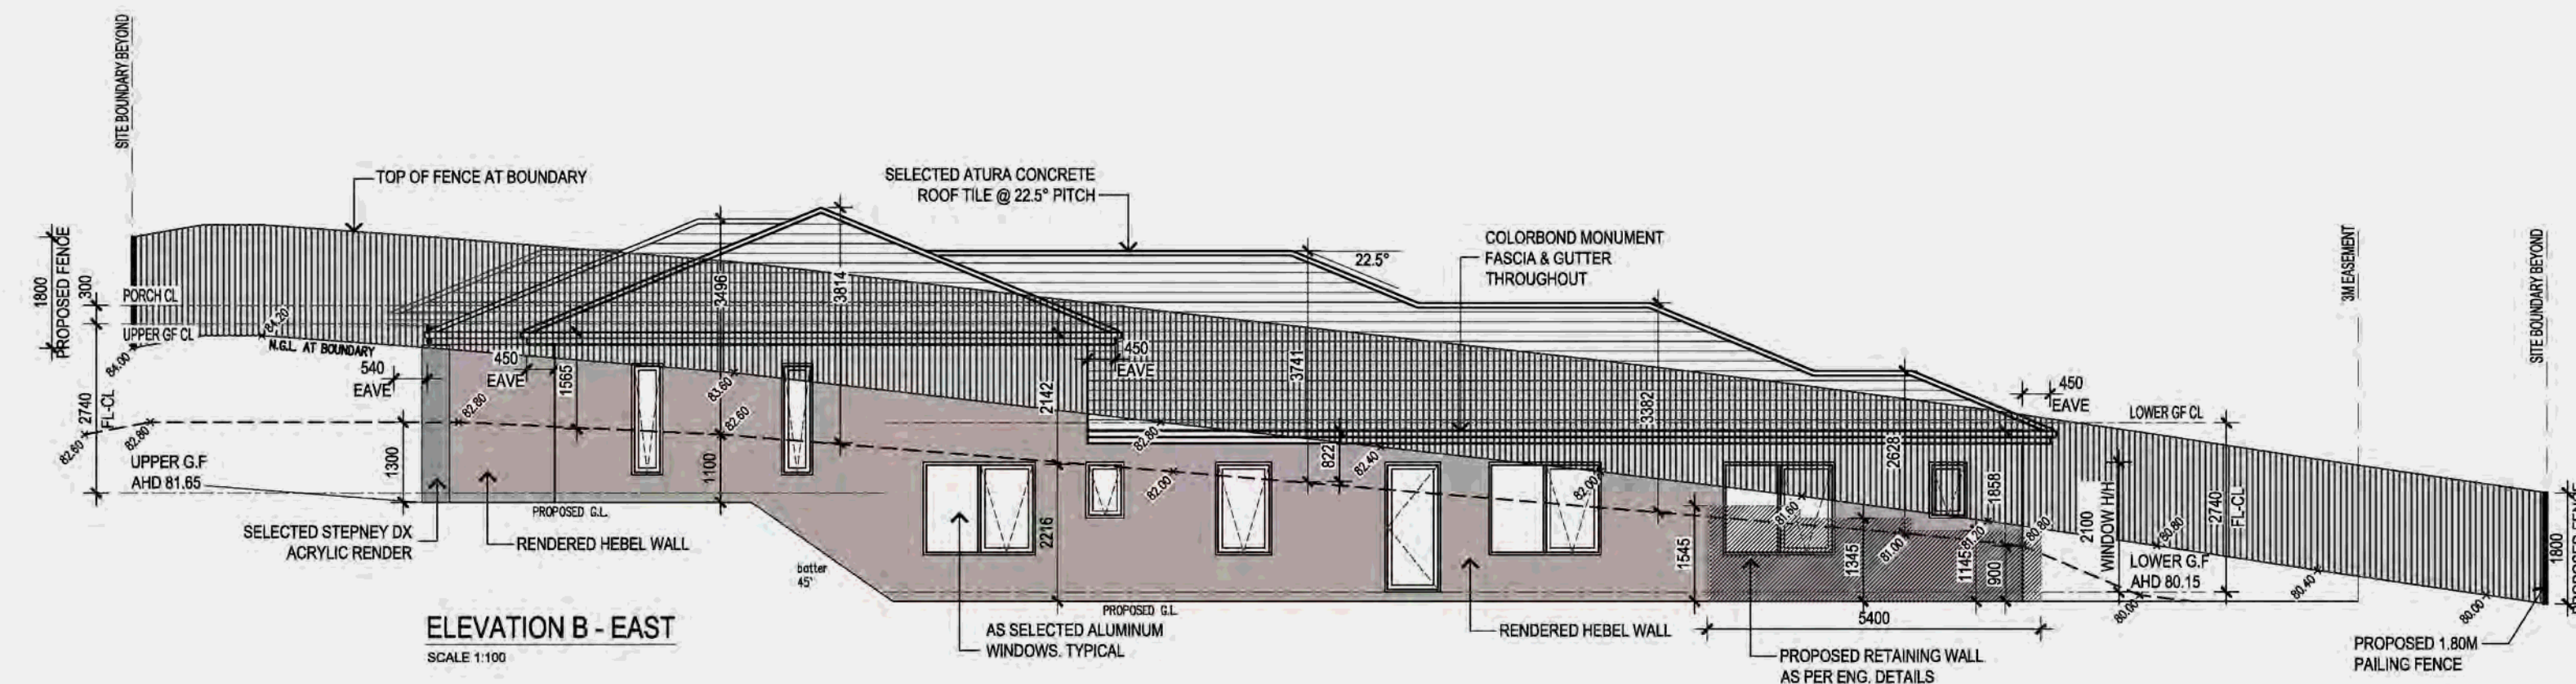 SITE BOUNDARY BEYOND
TOP OF FENCE AT BOUNDARY
SELECTED ATURA CONCRETE
ROOF TILE @ 22.5° PITCH
COLORBOND MONUMENT
FASCIA & GUTTER
THROUGHOUT
22.5°
3M EASEMENT
SITE BOUNDARY BEYOND
1800
PROPOSED FENCE
300
PORCH CL
UPPER GF CL
84.20
N.G.L. AT BOUNDARY
84.00
540
EAVE
450
EAVE
1565
3496
3814
83.60
82.60
82.80
2142
450
EAVE
3741
3382
2628
450
EAVE
LOWER GF CL
2740
FL-CL
82.60
82.80
UPPER G.F
AHD 81.65
1300
1100
82.80
82.00
822
82.40
82.00
81.60
81.00
81.20
1858
80.80
2100
WINDOW H/H
80.80
2740
FL-CL
LOWER G.F
AHD 80.15
80.00
80.40
80.00
1800
PROPOSED FENCE
SELECTED STEPNEY DX
ACRYLIC RENDER
PROPOSED G.L.
RENDERED HEBEL WALL
batter
45°
2216
1545
1345
1145
900
PROPOSED G.L.
5400
ELEVATION B - EAST
SCALE 1:100
AS SELECTED ALUMINUM
WINDOWS. TYPICAL
RENDERED HEBEL WALL
PROPOSED RETAINING WALL
AS PER ENG. DETAILS
PROPOSED 1.80M
PAILING FENCE